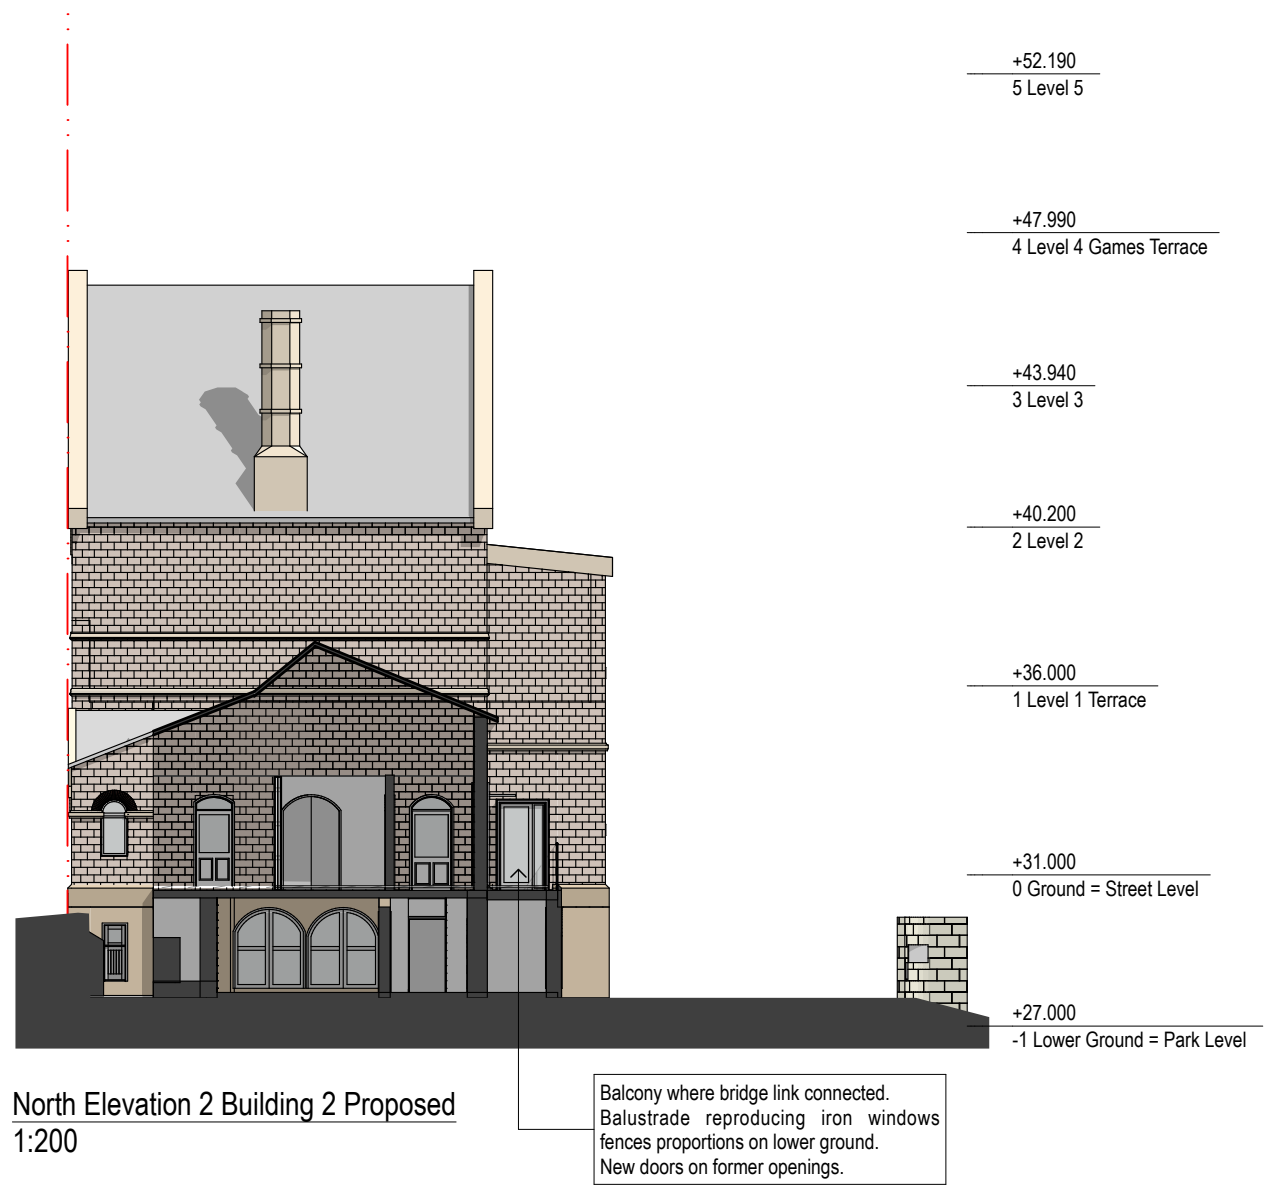 +52.190
5 Level 5
+47.990
4 Level 4 Games Terrace
+43.940
3 Level 3
+40.200
2 Level 2
+36.000
1 Level 1 Terrace
+31.000
0 Ground = Street Level
+27.000
-1 Lower Ground = Park Level
North Elevation 2 Building 2 Proposed
1:200
Balcony where bridge link connected.
Balustrade reproducing iron windows
fences proportions on lower ground.
New doors on former openings.